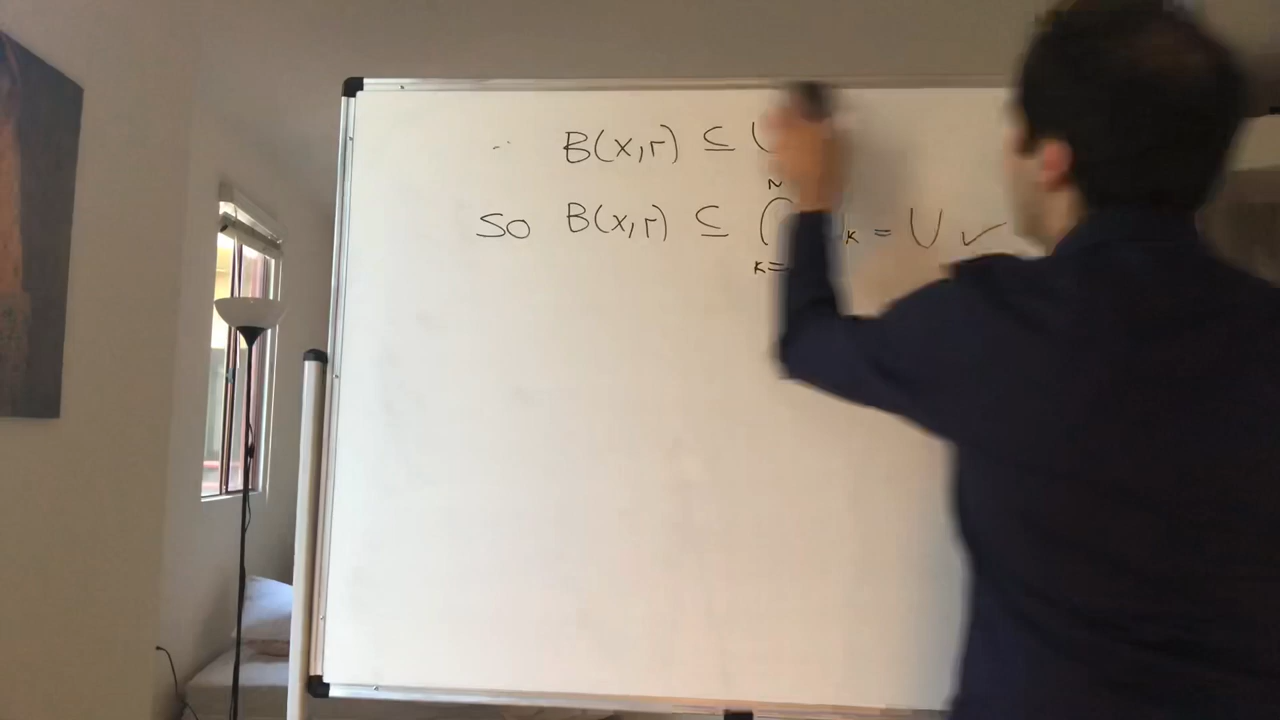 ∴ B(x,r) ⊆ U
N
SO B(x,r) ⊆ ⋂ K = U ✓
K=